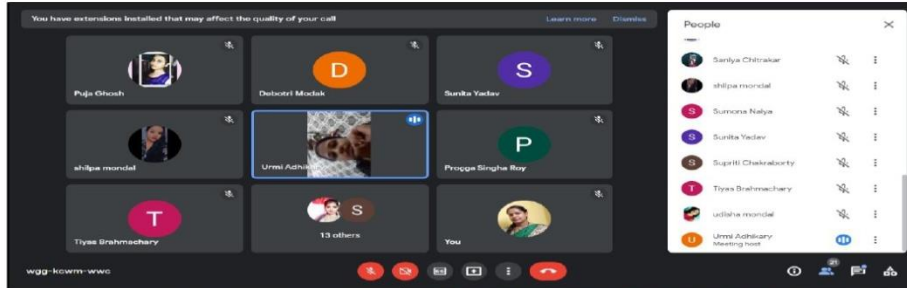 You have extensions installed that may affect the quality of your call
Learn more
Dismiss
Puja Ghosh
D
Debotri Modak
S
Sunita Yadav
shilpa mondal
Urmi Adhikary
P
Progga Singha Roy
T
Tiyas Brahmachary
S
13 others
You
wgg-kcwm-wwc
People
Saniya Chitrakar
shilpa mondal
S
Sumona Naiya
S
Sunita Yadav
S
Supriti Chakraborty
T
Tiyas Brahmachary
udisha mondal
U
Urmi Adhikary
Meeting host
21